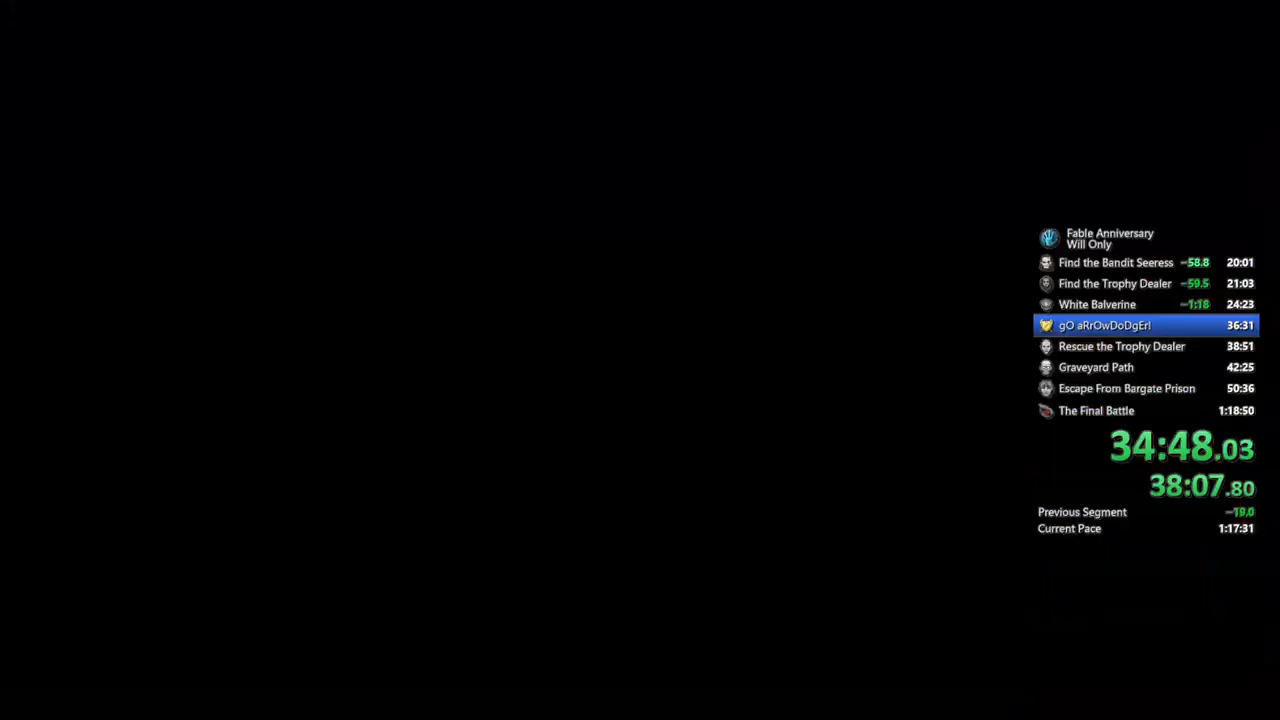 Fable Anniversary
Will Only
Find the Bandit Seeress -58.8 20:01
Find the Trophy Dealer -59.5 21:03
White Balverine -1:18 24:23
gO aRrOwDoDgEr! 36:31
Rescue the Trophy Dealer 38:51
Graveyard Path 42:25
Escape From Bargate Prison 50:36
The Final Battle 1:18:50
34:48.03
38:07.80
Previous Segment -19.0
Current Pace 1:17:31